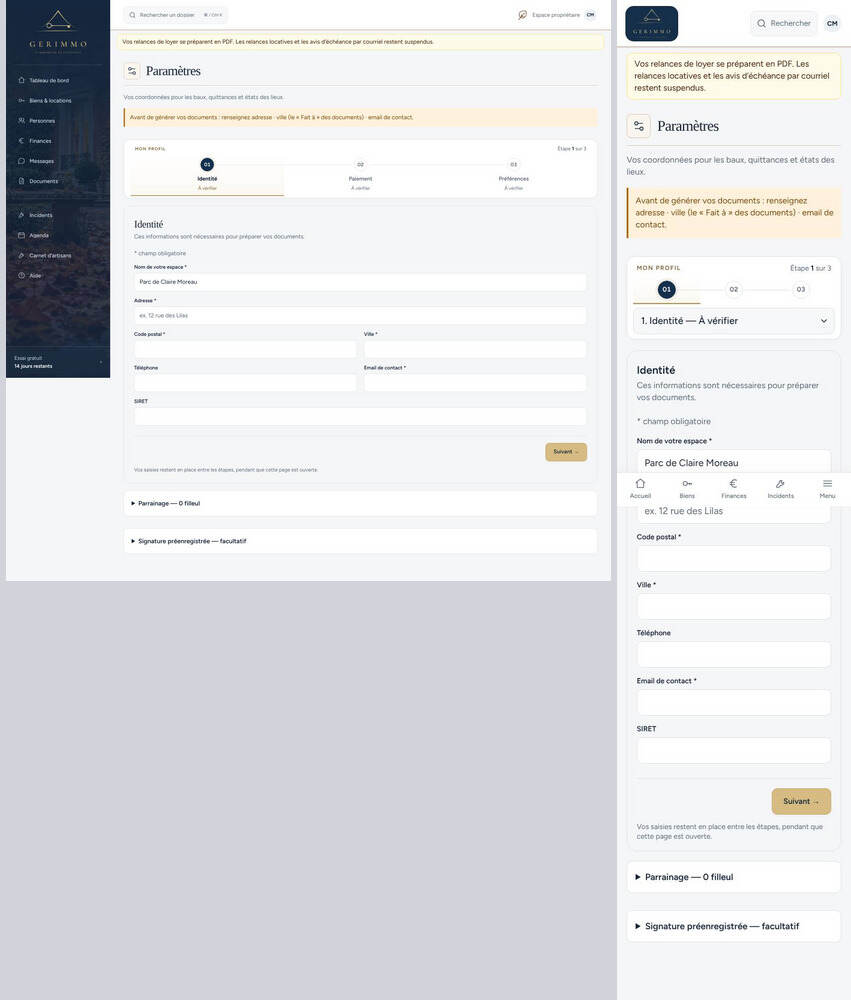 GERIMMO
Tableau de bord
Biens & locations
Personnes
Finances
Messages
Documents
Incidents
Agenda
Carnet d'artisans
Aide
Essai gratuit
14 jours restants
Rechercher un dossier
⌘ / Ctrl K
Espace propriétaire
CM
Vos relances de loyer se préparent en PDF. Les relances locatives et les avis d'échéance par courriel restent suspendus.
Paramètres
Vos coordonnées pour les baux, quittances et états des lieux.
Avant de générer vos documents : renseignez adresse · ville (le « Fait à » des documents) · email de contact.
MON PROFIL
Étape 1 sur 3
01
02
03
Identité
Paiement
Préférences
À vérifier
À vérifier
À vérifier
Identité
Ces informations sont nécessaires pour préparer vos documents.
* champ obligatoire
Nom de votre espace *
Parc de Claire Moreau
Adresse *
ex. 12 rue des Lilas
Code postal *
Ville *
Téléphone
Email de contact *
SIRET
Suivant →
Vos saisies restent en place entre les étapes, pendant que cette page est ouverte.
▶ Parrainage — 0 filleul
▶ Signature préenregistrée — facultatif
GERIMMO
Rechercher
CM
Vos relances de loyer se préparent en PDF. Les
relances locatives et les avis d'échéance par courriel
restent suspendus.
Paramètres
Vos coordonnées pour les baux, quittances et états des
lieux.
Avant de générer vos documents : renseignez
adresse · ville (le « Fait à » des documents) · email de
contact.
MON PROFIL
Étape 1 sur 3
01
02
03
1. Identité — À vérifier
Identité
Ces informations sont nécessaires pour préparer
vos documents.
* champ obligatoire
Nom de votre espace *
Parc de Claire Moreau
Accueil
Biens
Finances
Incidents
Menu
ex. 12 rue des Lilas
Code postal *
Ville *
Téléphone
Email de contact *
SIRET
Suivant →
Vos saisies restent en place entre les étapes, pendant que
cette page est ouverte.
▶ Parrainage — 0 filleul
▶ Signature préenregistrée — facultatif